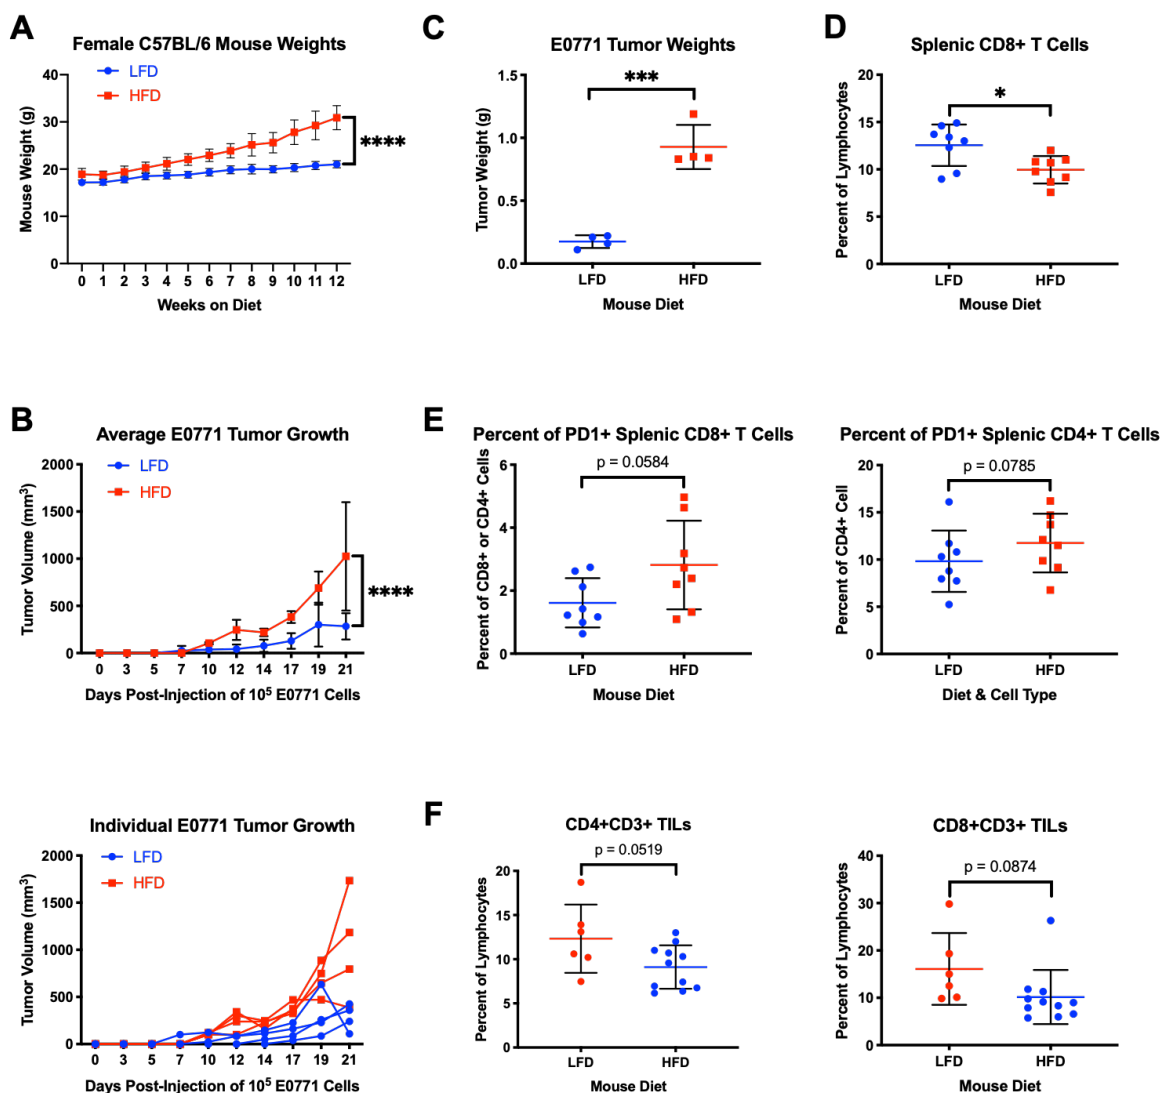 A
Female C57BL/6 Mouse Weights
LFD
HFD
Mouse Weight (g)
40
30
20
10
0
****
0 1 2 3 4 5 6 7 8 9 10 11 12
Weeks on Diet
C
E0771 Tumor Weights
***
Tumor Weight (g)
1.5
1.0
0.5
0.0
LFD HFD
Mouse Diet
D
Splenic CD8+ T Cells
*
Percent of Lymphocytes
20
15
10
5
0
LFD HFD
Mouse Diet
B
Average E0771 Tumor Growth
LFD
HFD
Tumor Volume (mm³)
2000
1500
1000
500
0
****
0 3 5 7 10 12 14 17 19 21
Days Post-Injection of 10⁵ E0771 Cells
E
Percent of PD1+ Splenic CD8+ T Cells
p = 0.0584
Percent of CD8+ or CD4+ Cells
6
4
2
0
LFD HFD
Mouse Diet
Percent of PD1+ Splenic CD4+ T Cells
p = 0.0785
Percent of CD4+ Cell
20
15
10
5
0
LFD HFD
Diet & Cell Type
Individual E0771 Tumor Growth
LFD
HFD
Tumor Volume (mm³)
2000
1500
1000
500
0
0 3 5 7 10 12 14 17 19 21
Days Post-Injection of 10⁵ E0771 Cells
F
CD4+CD3+ TILs
p = 0.0519
Percent of Lymphocytes
20
15
10
5
0
LFD HFD
Mouse Diet
CD8+CD3+ TILs
p = 0.0874
Percent of Lymphocytes
40
30
20
10
0
LFD HFD
Mouse Diet